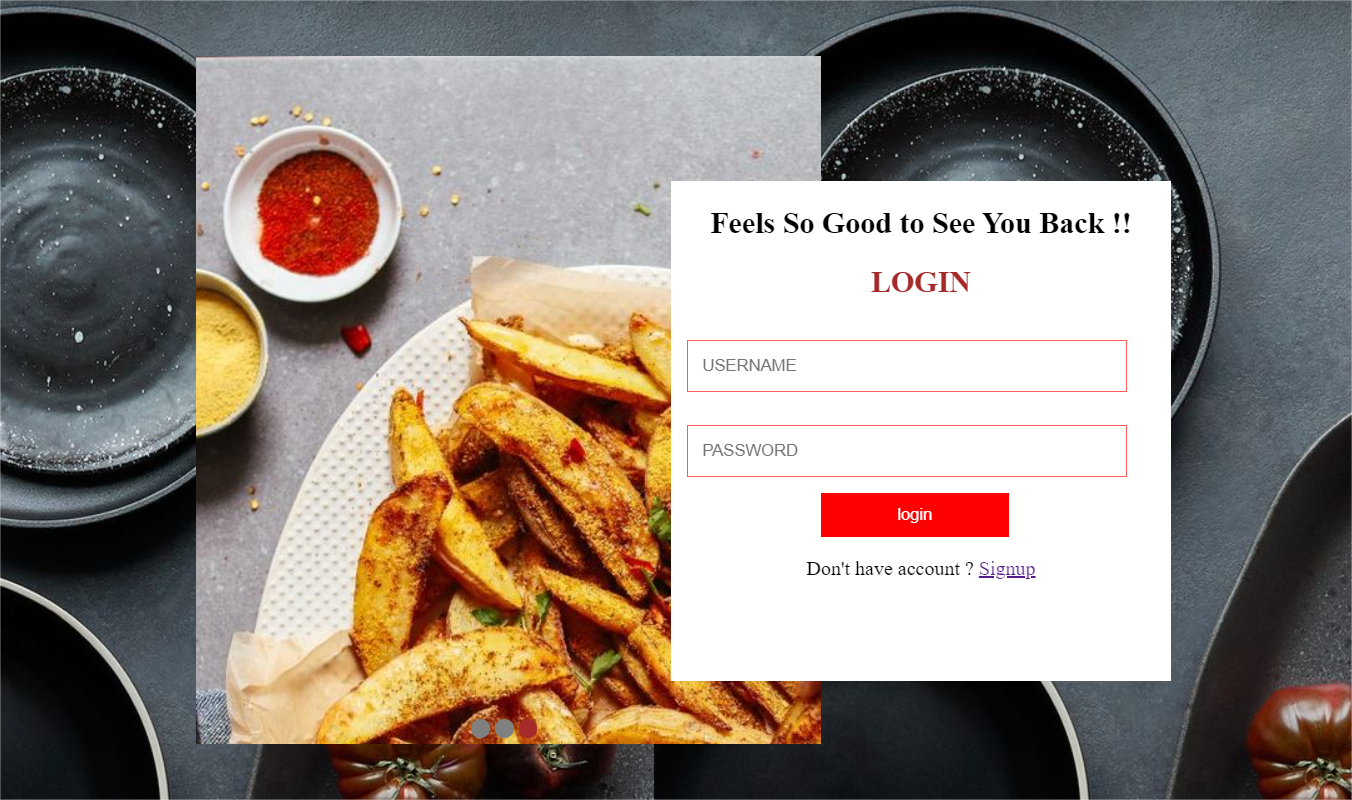 Feels So Good to See You Back !!
LOGIN
USERNAME
PASSWORD
login
Don't have account ? Signup